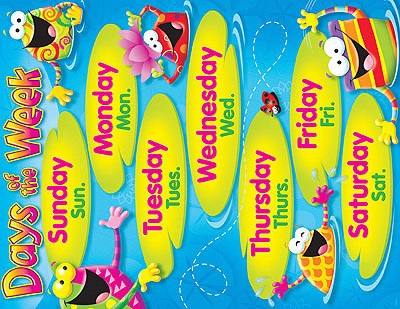 Days of
the Week
Sunday
Sun.
Monday
Mon.
Tuesday
Tues.
Wednesday
Wed.
Thursday
Thurs.
Friday
Fri.
Saturday
Sat.